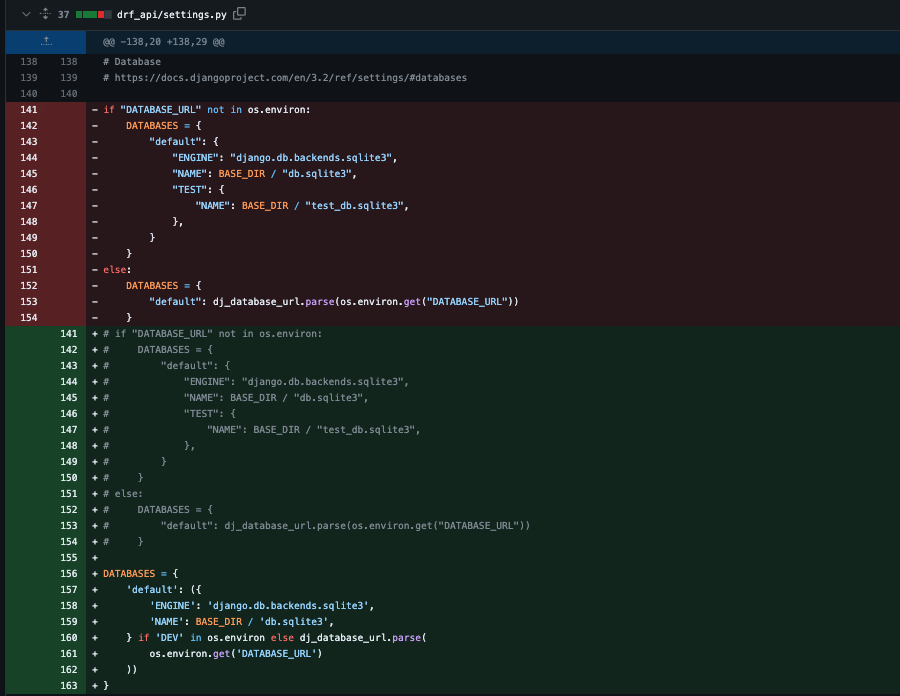 37 drf_api/settings.py
@@ -138,20 +138,29 @@
138 138 # Database
139 139 # https://docs.djangoproject.com/en/3.2/ref/settings/#databases
140 140
141 - if "DATABASE_URL" not in os.environ:
142 -     DATABASES = {
143 -         "default": {
144 -             "ENGINE": "django.db.backends.sqlite3",
145 -             "NAME": BASE_DIR / "db.sqlite3",
146 -             "TEST": {
147 -                 "NAME": BASE_DIR / "test_db.sqlite3",
148 -             },
149 -         }
150 -     }
151 - else:
152 -     DATABASES = {
153 -         "default": dj_database_url.parse(os.environ.get("DATABASE_URL"))
154 -     }
141 + # if "DATABASE_URL" not in os.environ:
142 + #     DATABASES = {
143 + #         "default": {
144 + #             "ENGINE": "django.db.backends.sqlite3",
145 + #             "NAME": BASE_DIR / "db.sqlite3",
146 + #             "TEST": {
147 + #                 "NAME": BASE_DIR / "test_db.sqlite3",
148 + #             },
149 + #         }
150 + #     }
151 + # else:
152 + #     DATABASES = {
153 + #         "default": dj_database_url.parse(os.environ.get("DATABASE_URL"))
154 + #     }
155 +
156 + DATABASES = {
157 +     'default': ({
158 +         'ENGINE': 'django.db.backends.sqlite3',
159 +         'NAME': BASE_DIR / 'db.sqlite3',
160 +     } if 'DEV' in os.environ else dj_database_url.parse(
161 +         os.environ.get('DATABASE_URL')
162 +     ))
163 + }